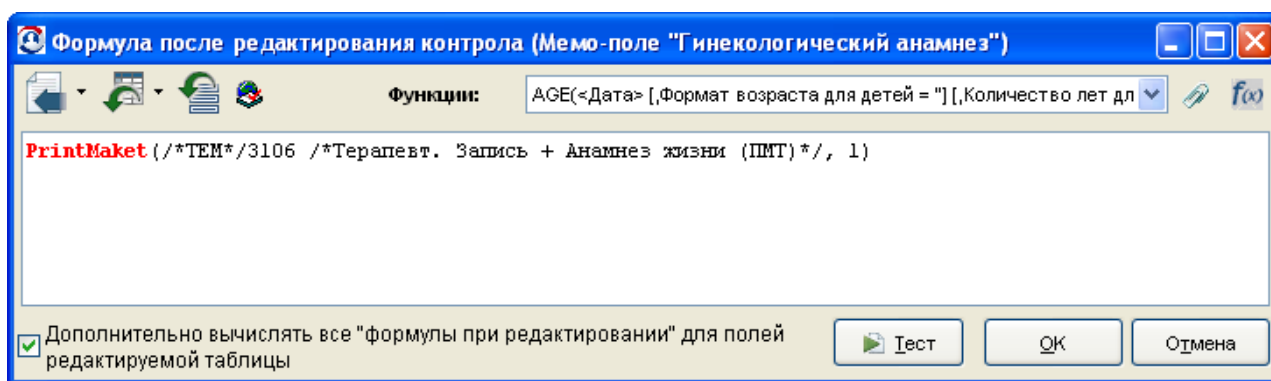 Формула после редактирования контрола (Мемо-поле "Гинекологический анамнез")
Функции: AGE(<Дата> [,Формат возраста для детей = ''] [,Количество лет дл
f(x)
PrintMaket(/*TEM*/3106 /*Терапевт. Запись + Анамнез жизни (ПМТ)*/, 1)
Дополнительно вычислять все "формулы при редактировании" для полей
редактируемой таблицы
Тест OK Отмена